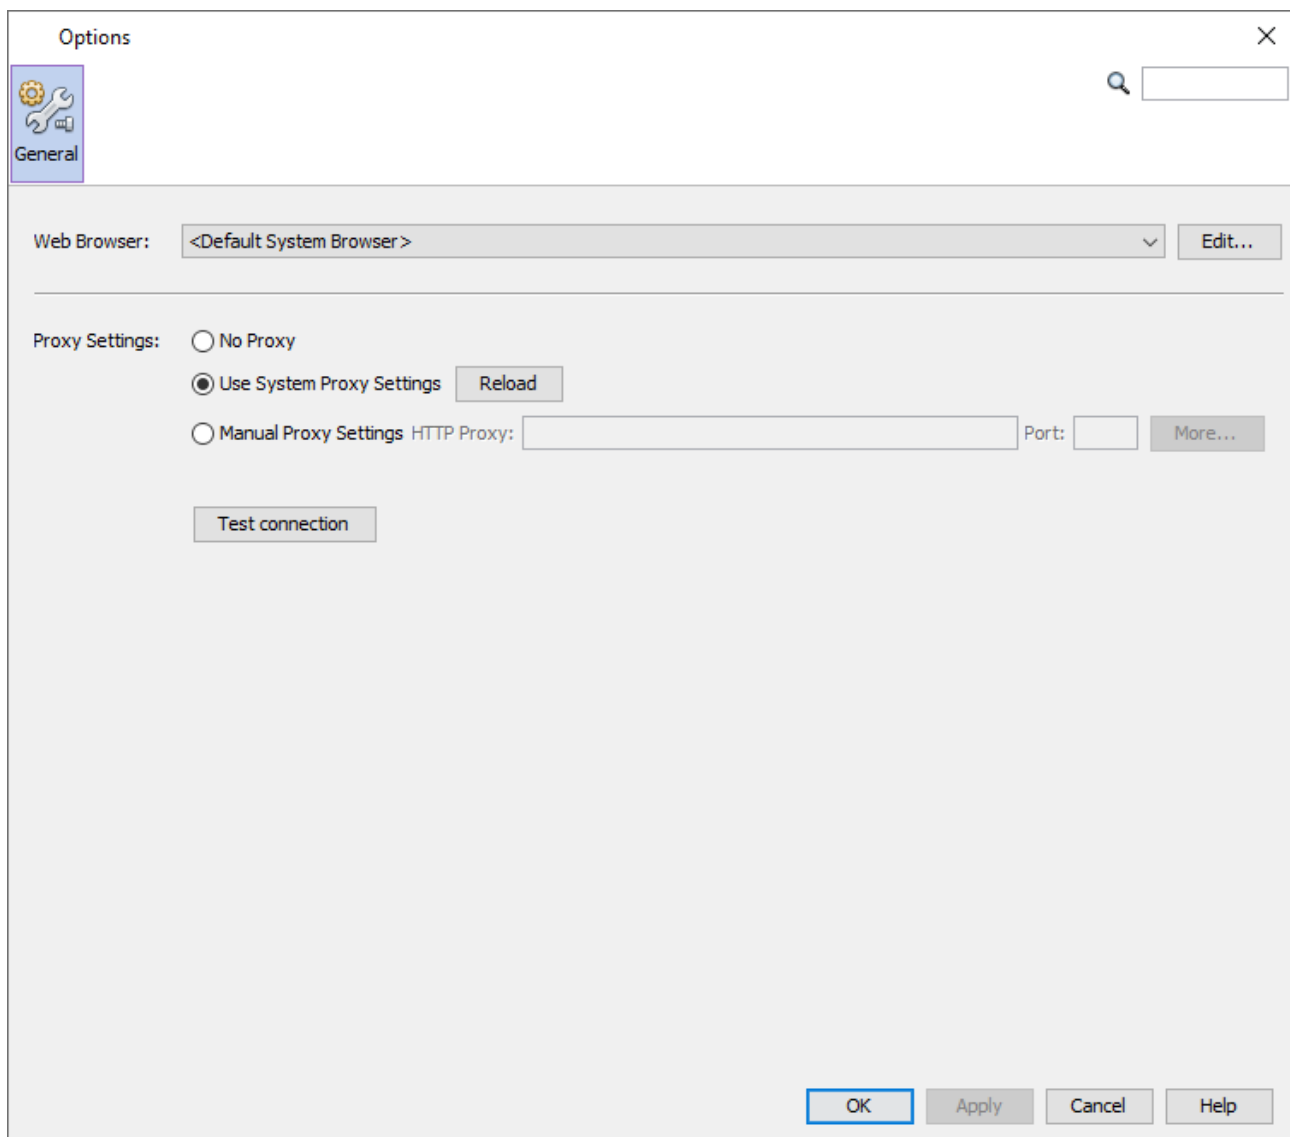 Options
General
Web Browser: <Default System Browser> Edit...
Proxy Settings: No Proxy
Use System Proxy Settings Reload
Manual Proxy Settings HTTP Proxy: Port: More...
Test connection
OK Apply Cancel Help